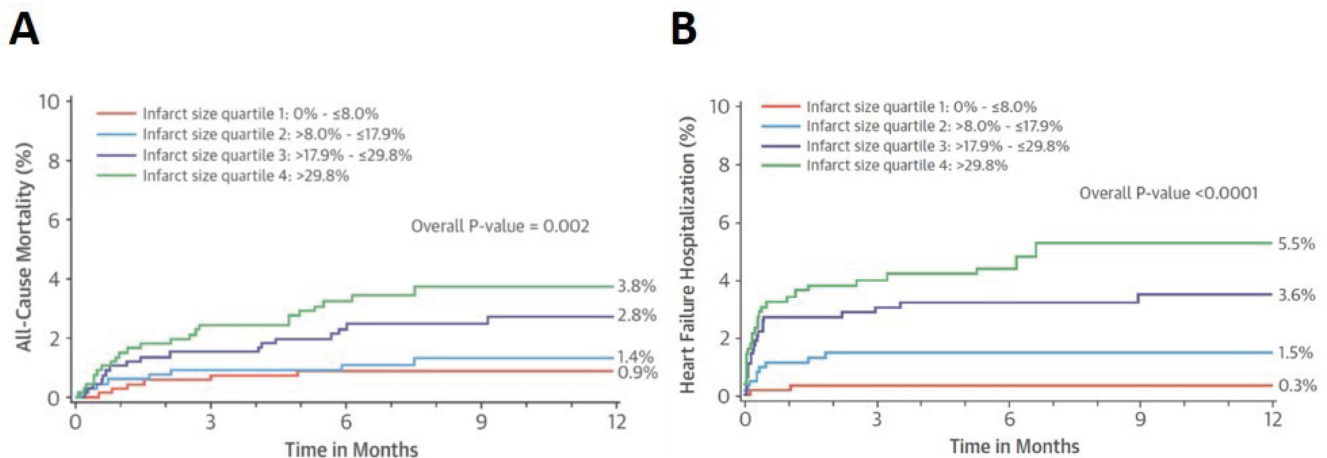 A
All-Cause Mortality (%)
10
8
6
4
2
0
Infarct size quartile 1: 0% - ≤8.0%
Infarct size quartile 2: >8.0% - ≤17.9%
Infarct size quartile 3: >17.9% - ≤29.8%
Infarct size quartile 4: >29.8%
Overall P-value = 0.002
3.8%
2.8%
1.4%
0.9%
0 3 6 9 12
Time in Months
B
Heart Failure Hospitalization (%)
10
8
6
4
2
0
Infarct size quartile 1: 0% - ≤8.0%
Infarct size quartile 2: >8.0% - ≤17.9%
Infarct size quartile 3: >17.9% - ≤29.8%
Infarct size quartile 4: >29.8%
Overall P-value <0.0001
5.5%
3.6%
1.5%
0.3%
0 3 6 9 12
Time in Months